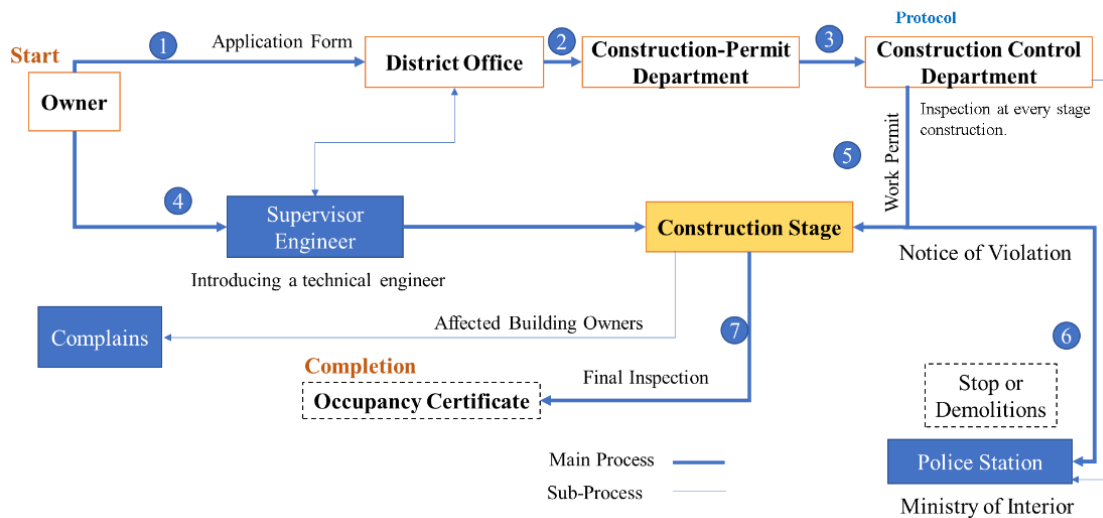 Protocol
1
Application Form
2
3
Start
District Office
Construction-Permit
Department
Construction Control
Department
Owner
Inspection at every stage
construction.
Work Permit
5
4
Supervisor
Engineer
Construction Stage
Notice of Violation
Introducing a technical engineer
Complains
Affected Building Owners
7
6
Completion
Final Inspection
Occupancy Certificate
Stop or
Demolitions
Main Process
Police Station
Sub-Process
Ministry of Interior